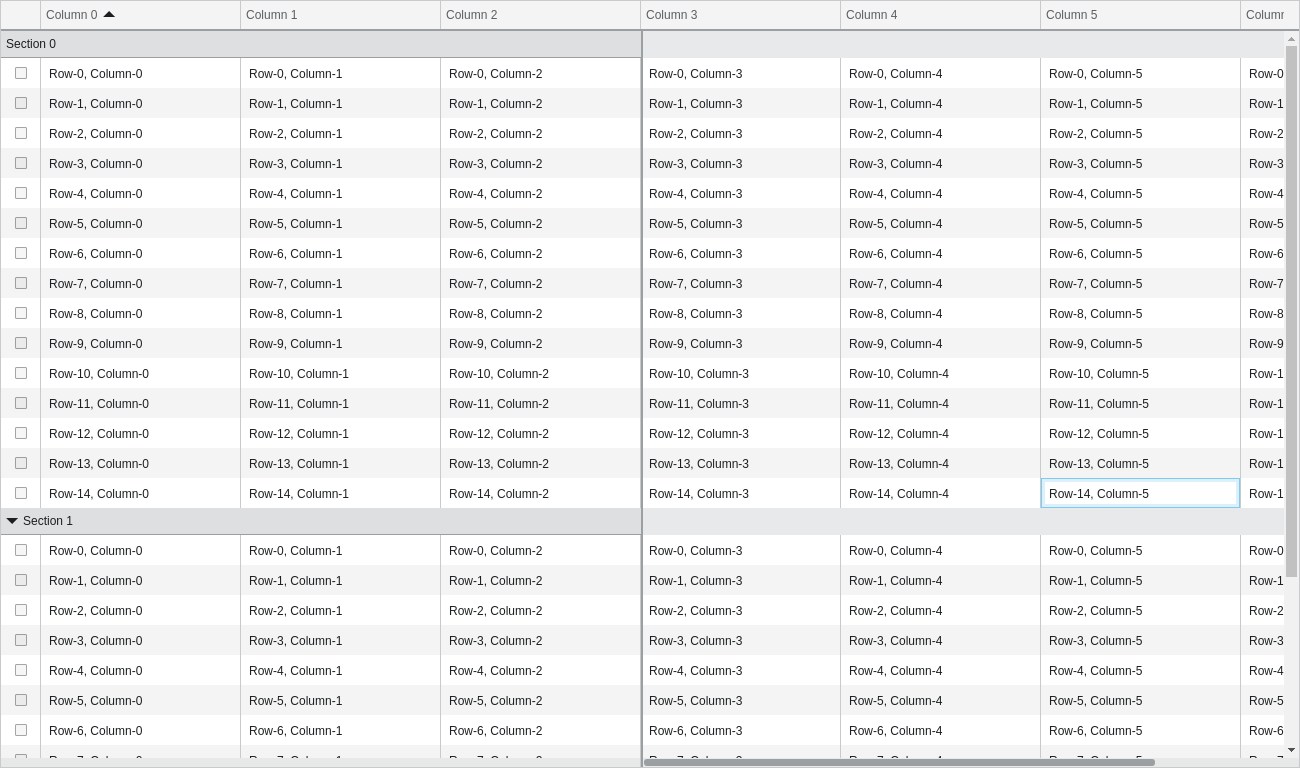 Column 0 Column 1 Column 2 Column 3 Column 4 Column 5
Section 0
Row-0, Column-0 Row-0, Column-1 Row-0, Column-2 Row-0, Column-3 Row-0, Column-4 Row-0, Column-5 Row-0
Row-1, Column-0 Row-1, Column-1 Row-1, Column-2 Row-1, Column-3 Row-1, Column-4 Row-1, Column-5 Row-1
Row-2, Column-0 Row-2, Column-1 Row-2, Column-2 Row-2, Column-3 Row-2, Column-4 Row-2, Column-5 Row-2
Row-3, Column-0 Row-3, Column-1 Row-3, Column-2 Row-3, Column-3 Row-3, Column-4 Row-3, Column-5 Row-3
Row-4, Column-0 Row-4, Column-1 Row-4, Column-2 Row-4, Column-3 Row-4, Column-4 Row-4, Column-5 Row-4
Row-5, Column-0 Row-5, Column-1 Row-5, Column-2 Row-5, Column-3 Row-5, Column-4 Row-5, Column-5 Row-5
Row-6, Column-0 Row-6, Column-1 Row-6, Column-2 Row-6, Column-3 Row-6, Column-4 Row-6, Column-5 Row-6
Row-7, Column-0 Row-7, Column-1 Row-7, Column-2 Row-7, Column-3 Row-7, Column-4 Row-7, Column-5 Row-7
Row-8, Column-0 Row-8, Column-1 Row-8, Column-2 Row-8, Column-3 Row-8, Column-4 Row-8, Column-5 Row-8
Row-9, Column-0 Row-9, Column-1 Row-9, Column-2 Row-9, Column-3 Row-9, Column-4 Row-9, Column-5 Row-9
Row-10, Column-0 Row-10, Column-1 Row-10, Column-2 Row-10, Column-3 Row-10, Column-4 Row-10, Column-5 Row-1
Row-11, Column-0 Row-11, Column-1 Row-11, Column-2 Row-11, Column-3 Row-11, Column-4 Row-11, Column-5 Row-1
Row-12, Column-0 Row-12, Column-1 Row-12, Column-2 Row-12, Column-3 Row-12, Column-4 Row-12, Column-5 Row-1
Row-13, Column-0 Row-13, Column-1 Row-13, Column-2 Row-13, Column-3 Row-13, Column-4 Row-13, Column-5 Row-1
Row-14, Column-0 Row-14, Column-1 Row-14, Column-2 Row-14, Column-3 Row-14, Column-4 Row-14, Column-5 Row-1
Section 1
Row-0, Column-0 Row-0, Column-1 Row-0, Column-2 Row-0, Column-3 Row-0, Column-4 Row-0, Column-5 Row-0
Row-1, Column-0 Row-1, Column-1 Row-1, Column-2 Row-1, Column-3 Row-1, Column-4 Row-1, Column-5 Row-1
Row-2, Column-0 Row-2, Column-1 Row-2, Column-2 Row-2, Column-3 Row-2, Column-4 Row-2, Column-5 Row-2
Row-3, Column-0 Row-3, Column-1 Row-3, Column-2 Row-3, Column-3 Row-3, Column-4 Row-3, Column-5 Row-3
Row-4, Column-0 Row-4, Column-1 Row-4, Column-2 Row-4, Column-3 Row-4, Column-4 Row-4, Column-5 Row-4
Row-5, Column-0 Row-5, Column-1 Row-5, Column-2 Row-5, Column-3 Row-5, Column-4 Row-5, Column-5 Row-5
Row-6, Column-0 Row-6, Column-1 Row-6, Column-2 Row-6, Column-3 Row-6, Column-4 Row-6, Column-5 Row-6